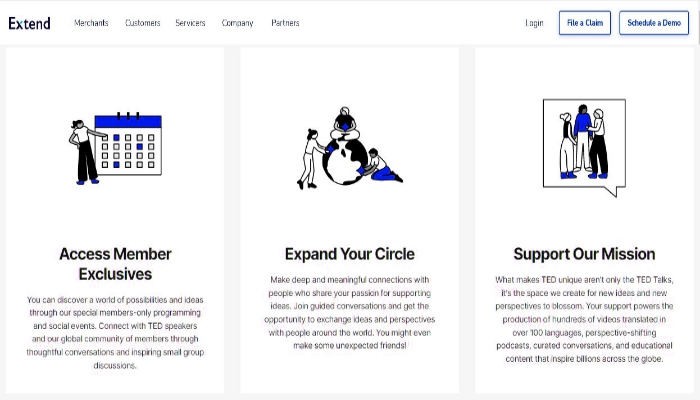 Extend
Merchants
Customers
Servicers
Company
Partners
Login
File a Claim
Schedule a Demo
Access Member
Exclusives
You can discover a world of possibilities and ideas
through our special members-only programming
and social events. Connect with TED speakers
and our global community of members through
thoughtful conversations and inspiring small group
discussions.
Expand Your Circle
Make deep and meaningful connections with
people who share your passion for supporting
ideas. Join guided conversations and get the
opportunity to exchange ideas and perspectives
with people around the world. You might even
make some unexpected friends!
Support Our Mission
What makes TED unique aren't only the TED Talks,
it's the space we create for new ideas and new
perspectives to blossom. Your support powers the
production of hundreds of videos translated in
over 100 languages, perspective-shifting
podcasts, curated conversations, and educational
content that inspire billions across the globe.